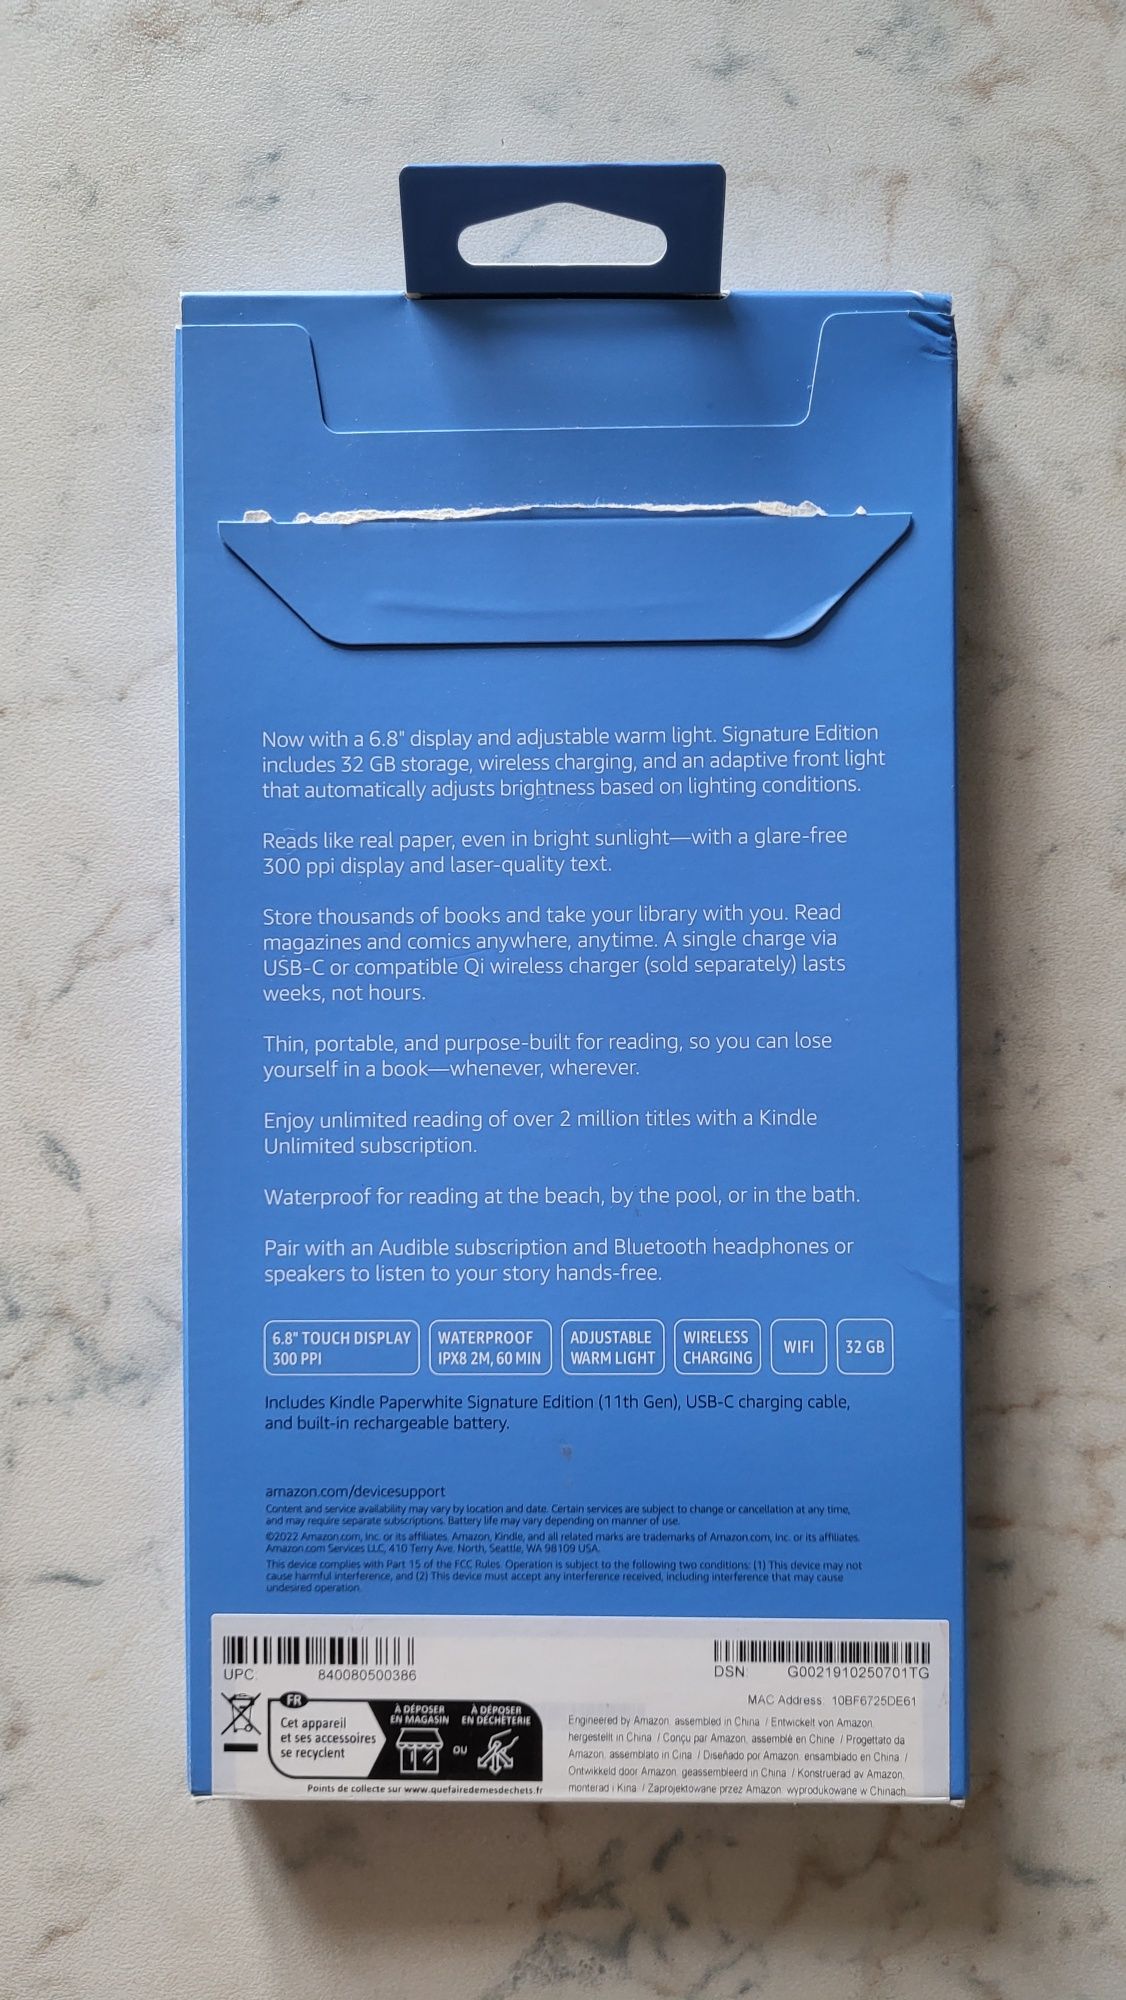 Now with a 6.8" display and adjustable warm light. Signature Edition
includes 32 GB storage, wireless charging, and an adaptive front light
that automatically adjusts brightness based on lighting conditions.
Reads like real paper, even in bright sunlight—with a glare-free
300 ppi display and laser-quality text.
Store thousands of books and take your library with you. Read
magazines and comics anywhere, anytime. A single charge via
USB-C or compatible Qi wireless charger (sold separately) lasts
weeks, not hours.
Thin, portable, and purpose-built for reading, so you can lose
yourself in a book—whenever, wherever.
Enjoy unlimited reading of over 2 million titles with a Kindle
Unlimited subscription.
Waterproof for reading at the beach, by the pool, or in the bath.
Pair with an Audible subscription and Bluetooth headphones or
speakers to listen to your story hands-free.
6.8" TOUCH DISPLAY
300 PPI
WATERPROOF
IPX8 2M, 60 MIN
ADJUSTABLE
WARM LIGHT
WIRELESS
CHARGING
WIFI
32 GB
Includes Kindle Paperwhite Signature Edition (11th Gen), USB-C charging cable,
and built-in rechargeable battery.
amazon.com/devicesupport
Content and service availability may vary by location and date. Certain services are subject to change or cancellation at any time,
and may require separate subscriptions. Battery life may vary depending on manner of use.
©2022 Amazon.com, Inc. or its affiliates. Amazon, Kindle, and all related marks are trademarks of Amazon.com, Inc. or its affiliates.
Amazon.com Services LLC, 410 Terry Ave. North, Seattle, WA 98109 USA.
This device complies with Part 15 of the FCC Rules. Operation is subject to the following two conditions: (1) This device may not
cause harmful interference, and (2) This device must accept any interference received, including interference that may cause
undesired operation.
UPC: 840080500386
DSN: G0021910250701TG
MAC Address: 10BF6725DE61
FR
Cet appareil
et ses accessoires
se recyclent
À DÉPOSER
EN MAGASIN
OU
À DÉPOSER
EN DÉCHÈTERIE
Points de collecte sur www.quefairedemesdechets.fr
Engineered by Amazon, assembled in China / Entwickelt von Amazon,
hergestellt in China / Conçu par Amazon, assemblé en Chine / Progettato da
Amazon, assemblato in Cina / Diseñado por Amazon, ensamblado en China /
Ontwikkeld door Amazon, geassembleerd in China / Konstruerad av Amazon,
monterad i Kina / Zaprojektowane przez Amazon, wyprodukowane w Chinach